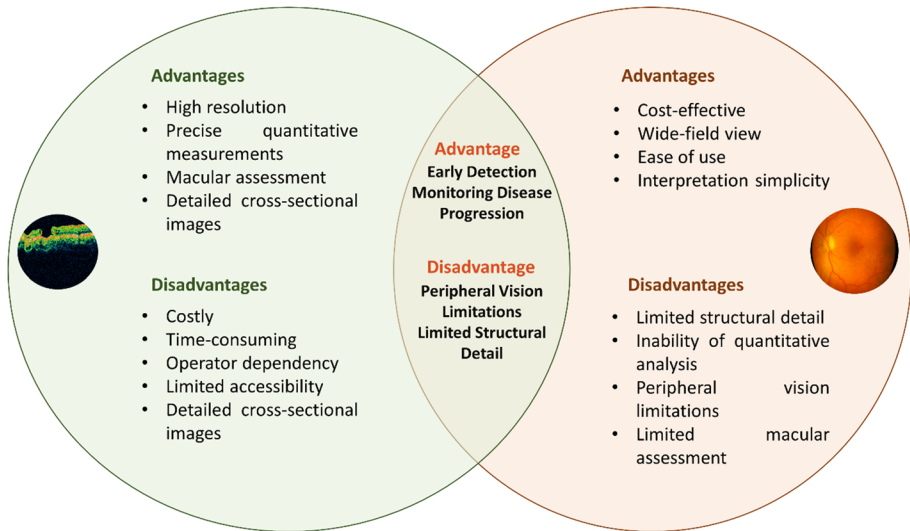 Advantages
• High resolution
• Precise quantitative
measurements
• Macular assessment
• Detailed cross-sectional
images
Disadvantages
• Costly
• Time-consuming
• Operator dependency
• Limited accessibility
• Detailed cross-sectional
images
Advantage
Early Detection
Monitoring Disease
Progression
Disadvantage
Peripheral Vision
Limitations
Limited Structural
Detail
Advantages
• Cost-effective
• Wide-field view
• Ease of use
• Interpretation simplicity
Disadvantages
• Limited structural detail
• Inability of quantitative
analysis
• Peripheral vision
limitations
• Limited macular
assessment